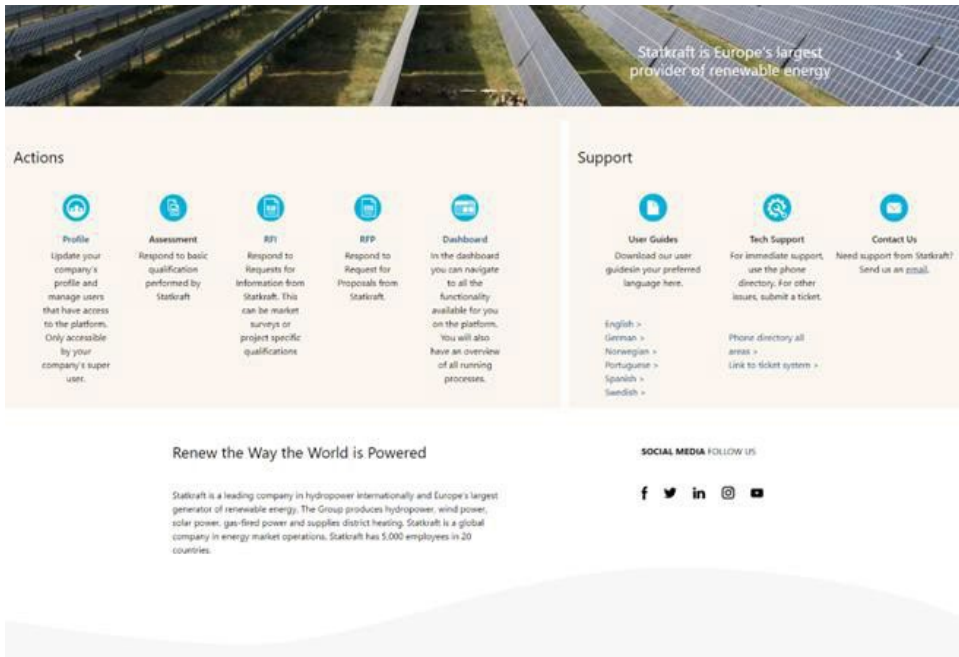 Statkraft is Europe's largest
provider of renewable energy
Actions
Profile
Update your
company's
profile and
manage users
that have access
to the platform.
Only accessible
by your
company's super
user.
Assessment
Respond to basic
qualification
performed by
Statkraft
RFI
Respond to
Requests for
Information from
Statkraft. This
can be market
surveys or
project specific
qualifications
RFP
Respond to
Request for
Proposals from
Statkraft.
Dashboard
In the dashboard
you can navigate
to all the
functionality
available for you
on the platform.
You will also
have an overview
of all running
processes.
Support
User Guides
Download our user
guidesin your preferred
language here.
English >
German >
Norwegian >
Portuguese >
Spanish >
Swedish >
Tech Support
For immediate support,
use the phone
directory. For other
issues, submit a ticket.
Phone directory all
areas >
Link to ticket system >
Contact Us
Need support from Statkraft?
Send us an email.
Renew the Way the World is Powered
Statkraft is a leading company in hydropower internationally and Europe's largest
generator of renewable energy. The Group produces hydropower, wind power,
solar power, gas-fired power and supplies district heating. Statkraft is a global
company in energy market operations. Statkraft has 5,000 employees in 20
countries.
SOCIAL MEDIA FOLLOW US